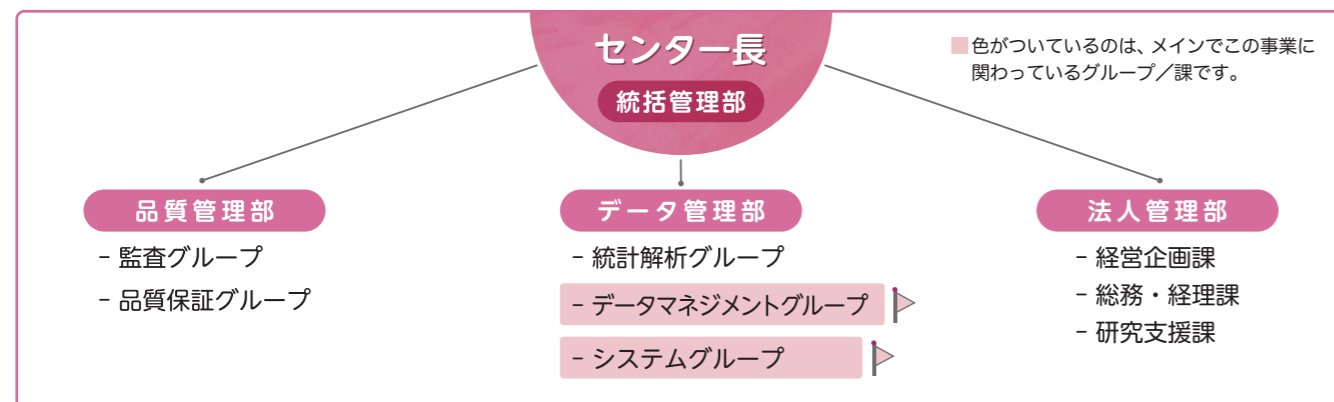 センター長
統括管理部
色がついているのは、メインでこの事業に
関わっているグループ／課です。
品質管理部
- 監査グループ
- 品質保証グループ
データ管理部
- 統計解析グループ
- データマネジメントグループ
- システムグループ
法人管理部
- 経営企画課
- 総務・経理課
- 研究支援課